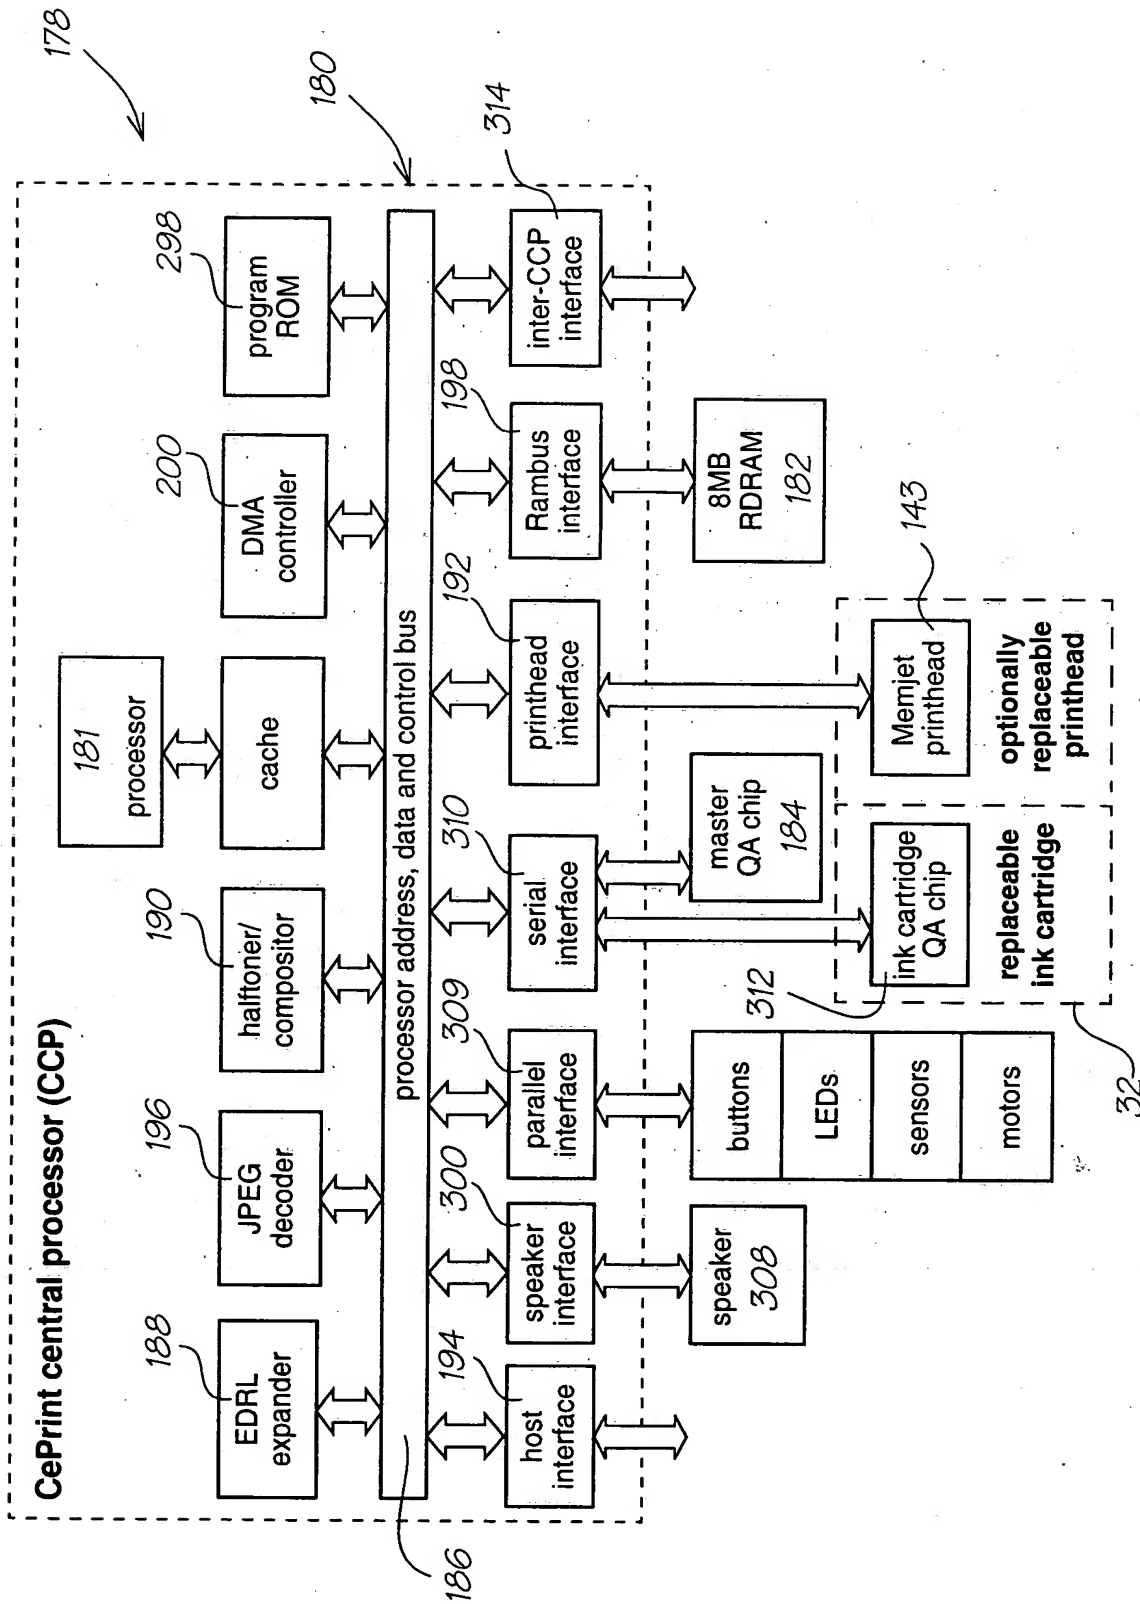 178
CePrint central processor (CCP)
180
181
processor
188
196
190
200
298
EDRL
expander
JPEG
decoder
halftoner/
compositor
cache
DMA
controller
program
ROM
186
processor address, data and control bus
194
300
309
310
192
198
314
host
interface
speaker
interface
parallel
interface
serial
interface
printhead
interface
Rambus
interface
inter-CCP
interface
speaker
308
buttons
LEDs
sensors
motors
master
QA chip
184
8MB
RDRAM
182
312
ink cartridge
QA chip
replaceable
ink cartridge
143
Memjet
printhead
optionally
replaceable
printhead
32